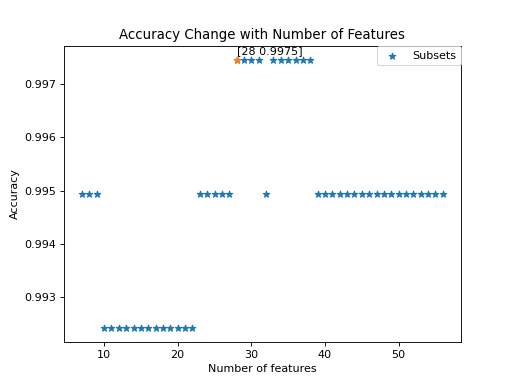 Accuracy Change with Number of Features
[28 0.9975]
Subsets
0.997
0.996
0.995
0.994
0.993
Accuracy
10 20 30 40 50
Number of features